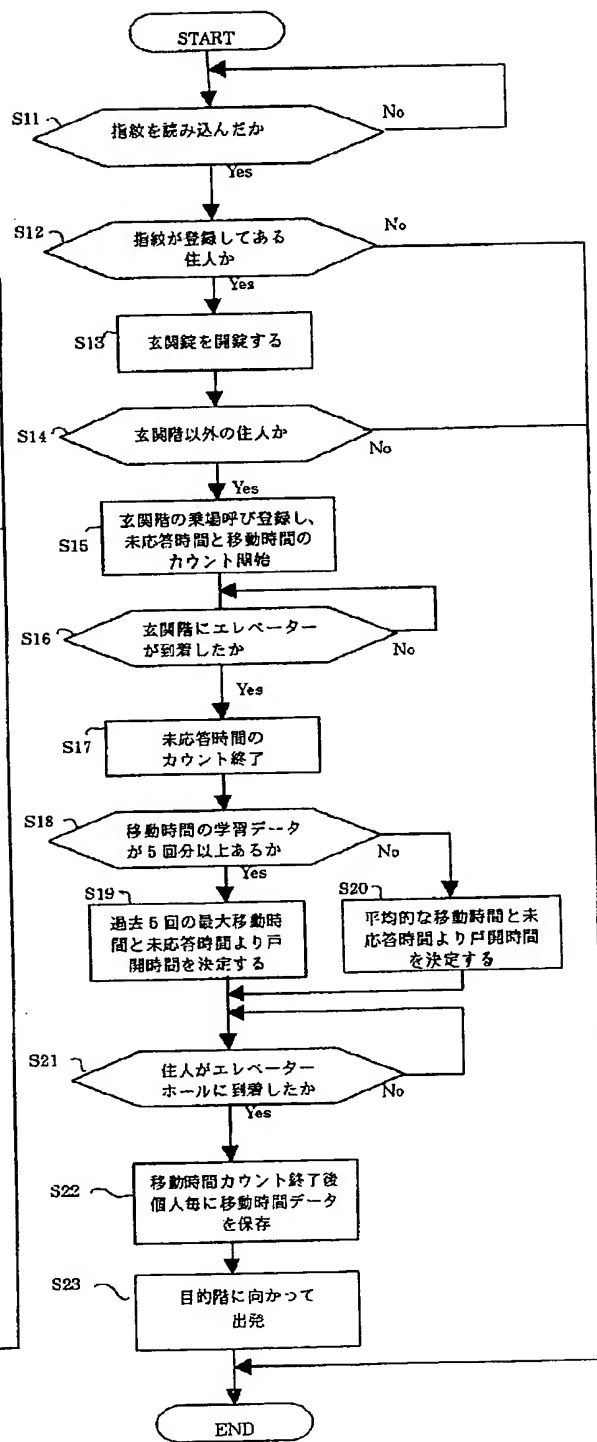 START
S11
指紋を読み込んだか
No
Yes
S12
指紋が登録してある
住人か
No
Yes
S13
玄関錠を開錠する
S14
玄関階以外の住人か
No
Yes
S15
玄関階の乗場呼び登録し、
未応答時間と移動時間の
カウント開始
S16
玄関階にエレベーター
が到着したか
No
Yes
S17
未応答時間の
カウント終了
S18
移動時間の学習データ
が5回分以上あるか
No
Yes
S19
過去5回の最大移動時
間と未応答時間より戸
開時間を決定する
S20
平均的な移動時間と未
応答時間より戸開時間
を決定する
S21
住人がエレベーター
ホールに到着したか
No
Yes
S22
移動時間カウント終了後
個人毎に移動時間データ
を保存
S23
目的階に向かって
出発
END